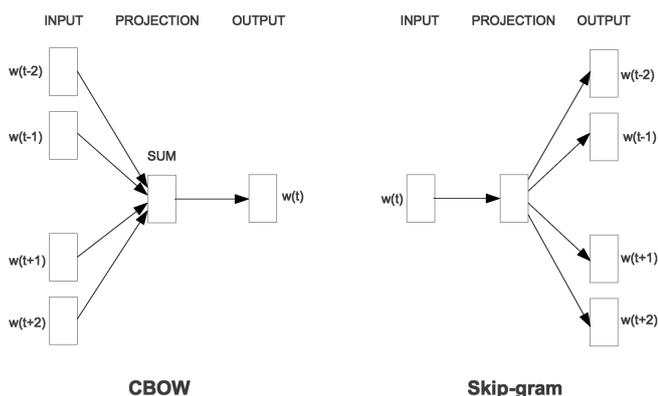 INPUT PROJECTION OUTPUT
w(t-2)
w(t-1)
SUM
w(t)
w(t+1)
w(t+2)
CBOW
INPUT PROJECTION OUTPUT
w(t-2)
w(t-1)
w(t)
w(t+1)
w(t+2)
Skip-gram